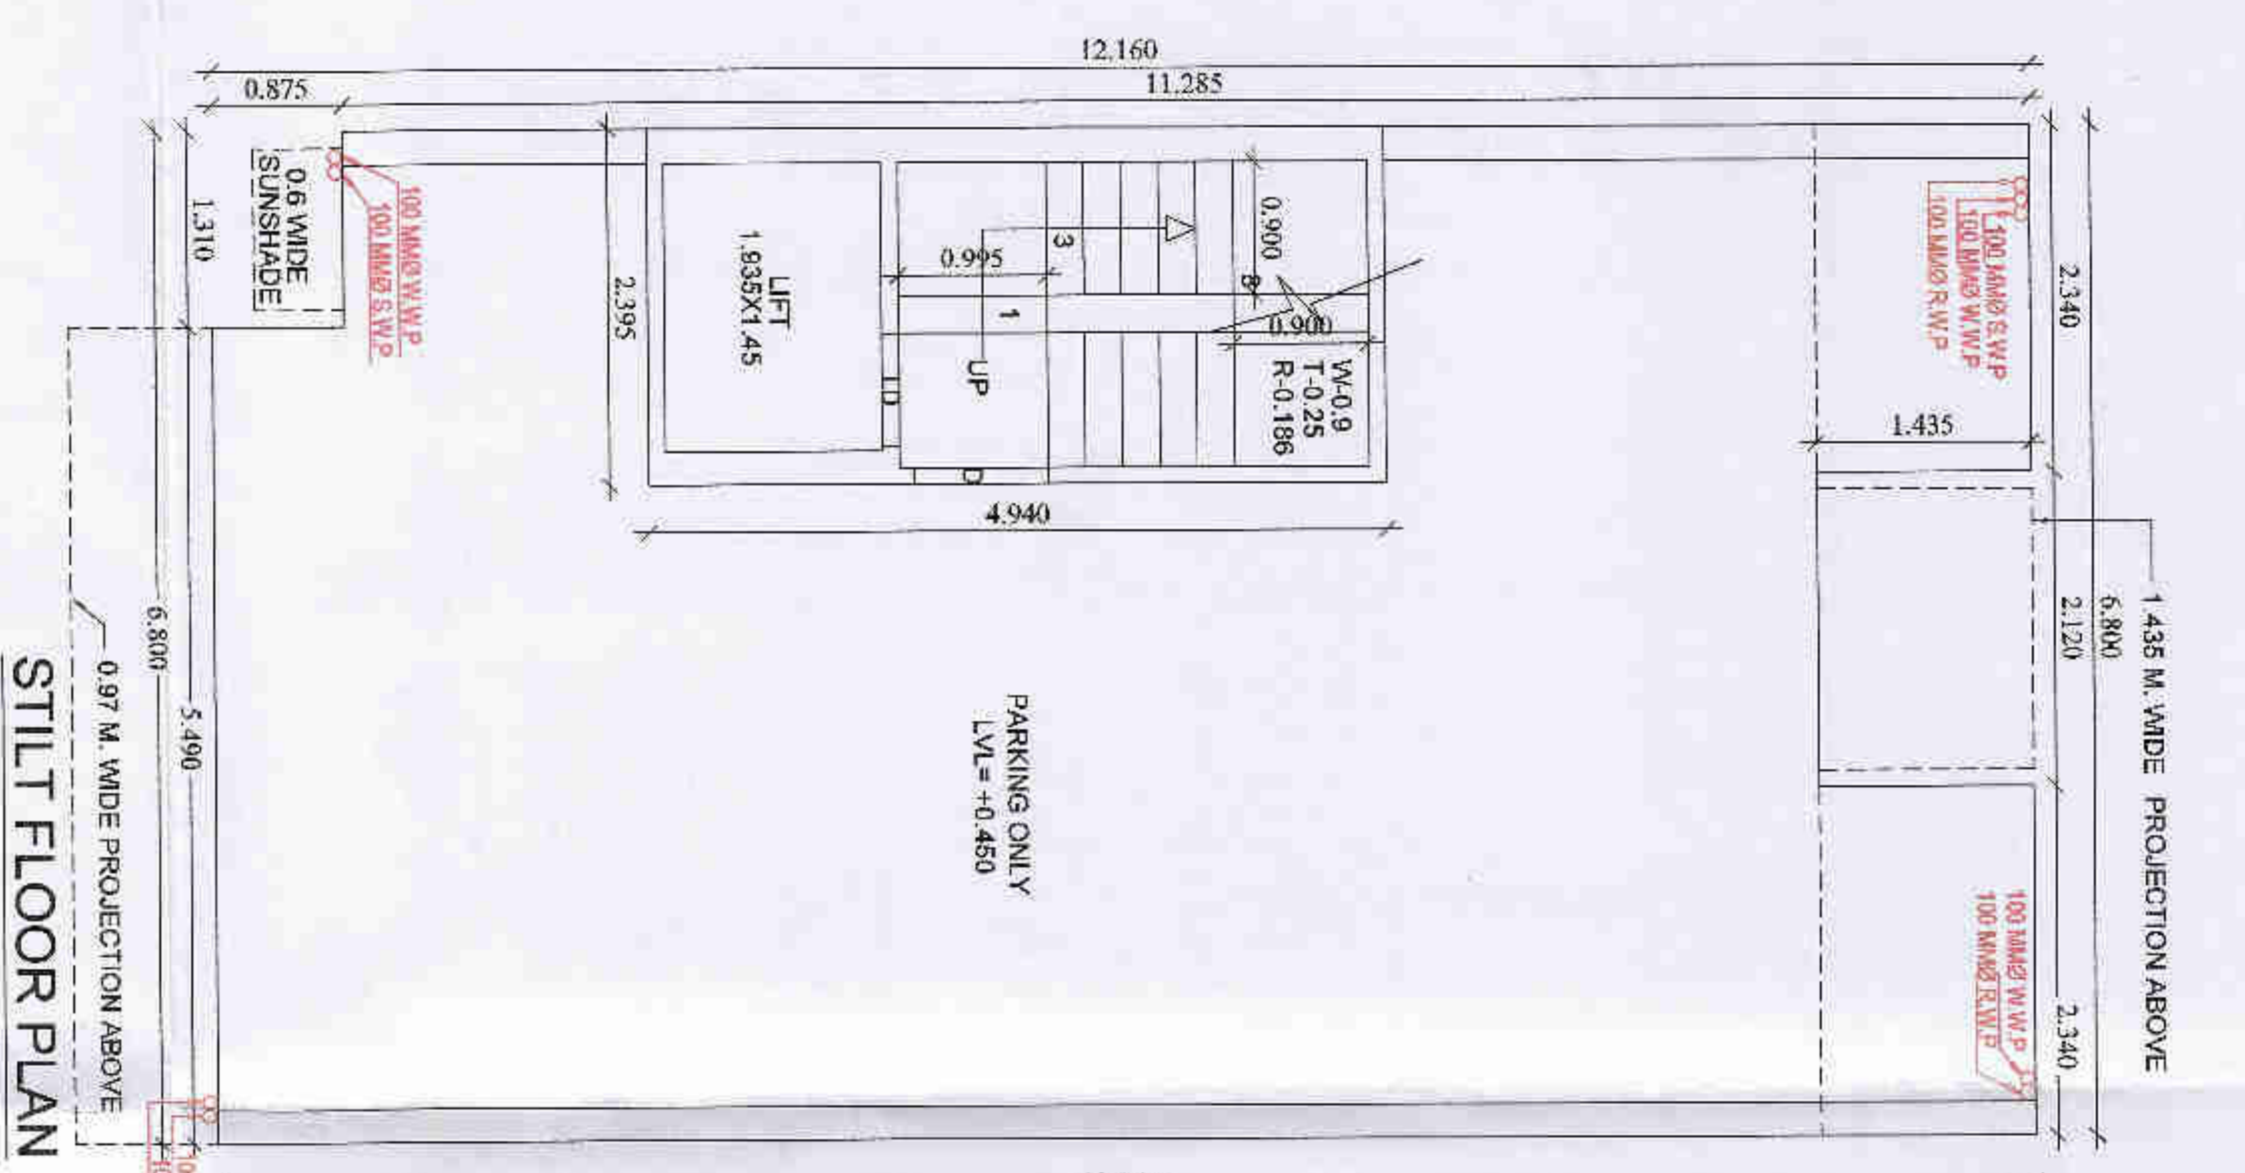 12.160
11.285
0.875
0.6 WIDE
SUNSHADE
1.310
100 MMØ W.W.P
100 MMØ S.W.P
2.395
LIFT
1.935X1.45
0.995
3
1
UP
LD
D
0.900
8
0.900
W-0.9
T-0.25
R-0.186
4.940
100 MMØ S.W.P
100 MMØ W.W.P
100 MMØ R.W.P
2.340
1.435
2.120
6.800
1.435 M. WIDE PROJECTION ABOVE
2.340
100 MMØ W.W.P
100 MMØ R.W.P
PARKING ONLY
LVL= +0.450
6.800
5.490
0.97 M. WIDE PROJECTION ABOVE
STILT FLOOR PLAN